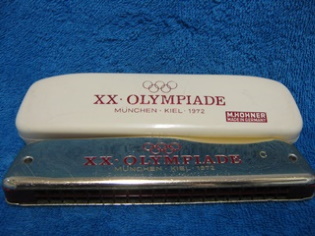 XX · OLYMPIADE
MÜNCHEN - KIEL - 1972
M.HOHNER
MADE IN GERMANY
XX · OLYMPIADE
MÜNCHEN - KIEL - 1972